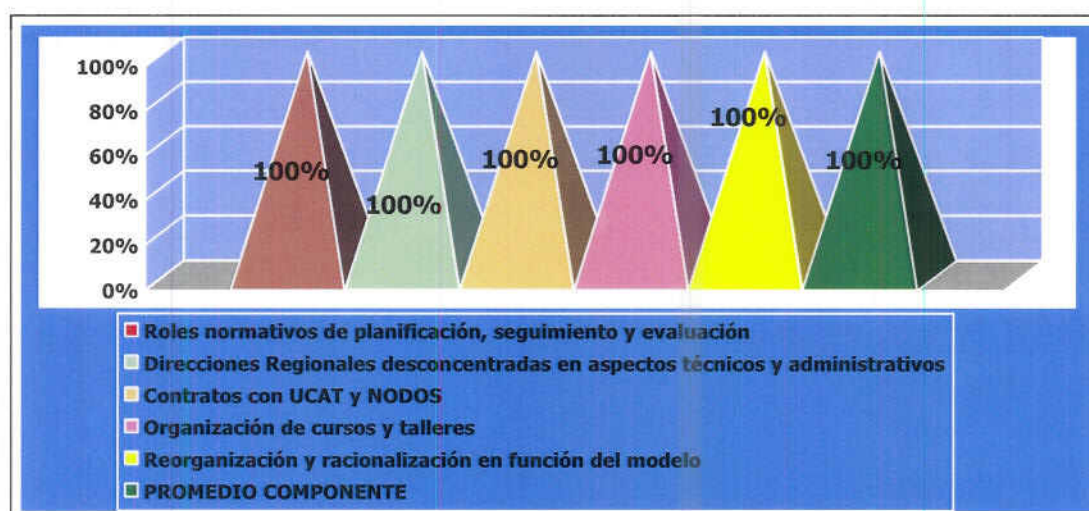 100%
80%
60%
40%
20%
0%
100%
100%
100%
100%
100%
100%
Roles normativos de planificación, seguimiento y evaluación
Direcciones Regionales desconcentradas en aspectos técnicos y administrativos
Contratos con UCAT y NODOS
Organización de cursos y talleres
Reorganización y racionalización en función del modelo
PROMEDIO COMPONENTE